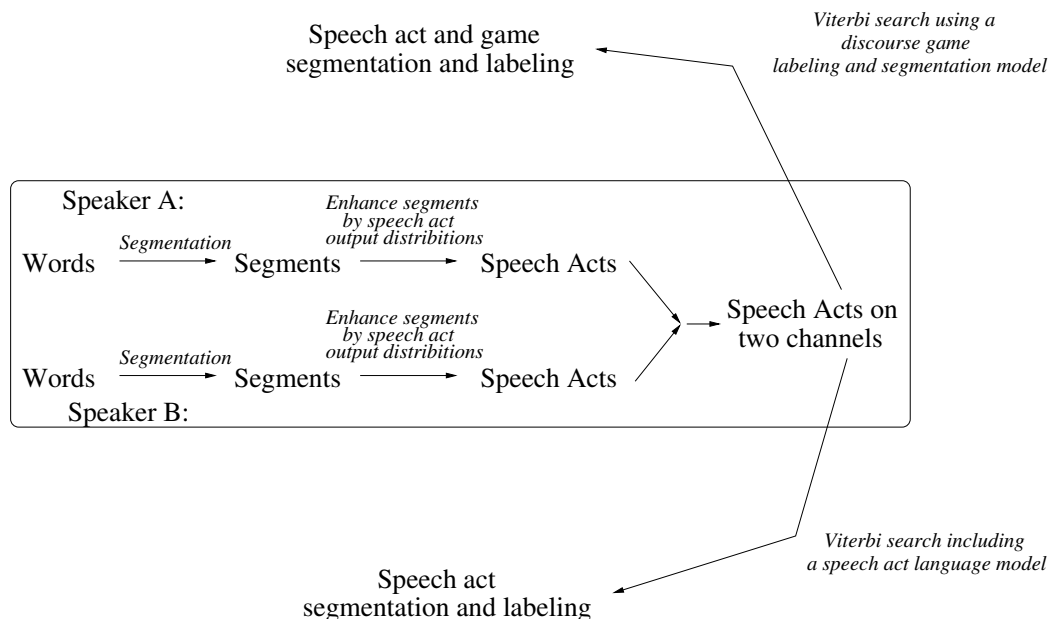 Speech act and game
segmentation and labeling
Viterbi search using a
discourse game
labeling and segmentation model
Speaker A:
Words
Segmentation
Segments
Enhance segments
by speech act
output distribitions
Speech Acts
Words
Segmentation
Segments
Enhance segments
by speech act
output distribitions
Speech Acts
Speaker B:
Speech Acts on
two channels
Viterbi search including
a speech act language model
Speech act
segmentation and labeling